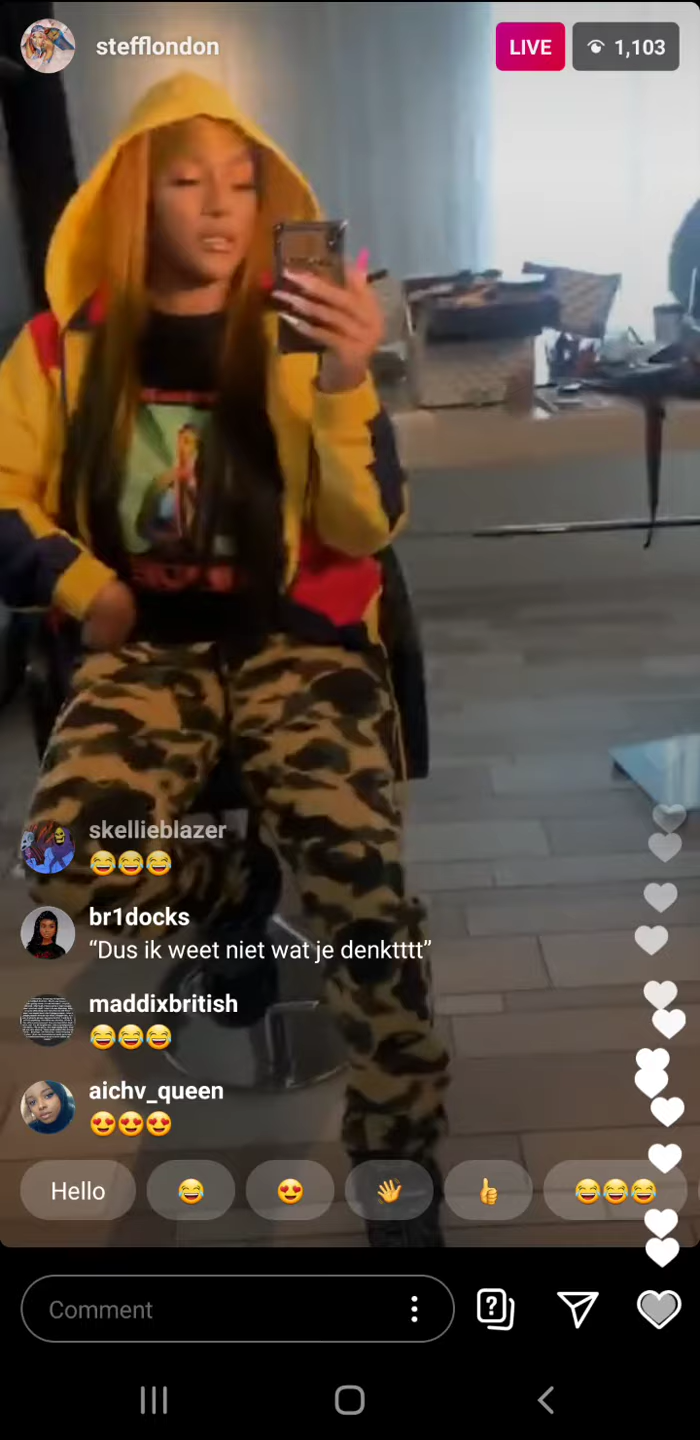 stefflondon
LIVE
1,103
skellieblazer
😂😂😂
br1docks
“Dus ik weet niet wat je denktttt”
maddixbritish
😂😂😂
aichv_queen
😍😍😍
Hello
😂
😍
👋
👍
😂😂😂
Comment